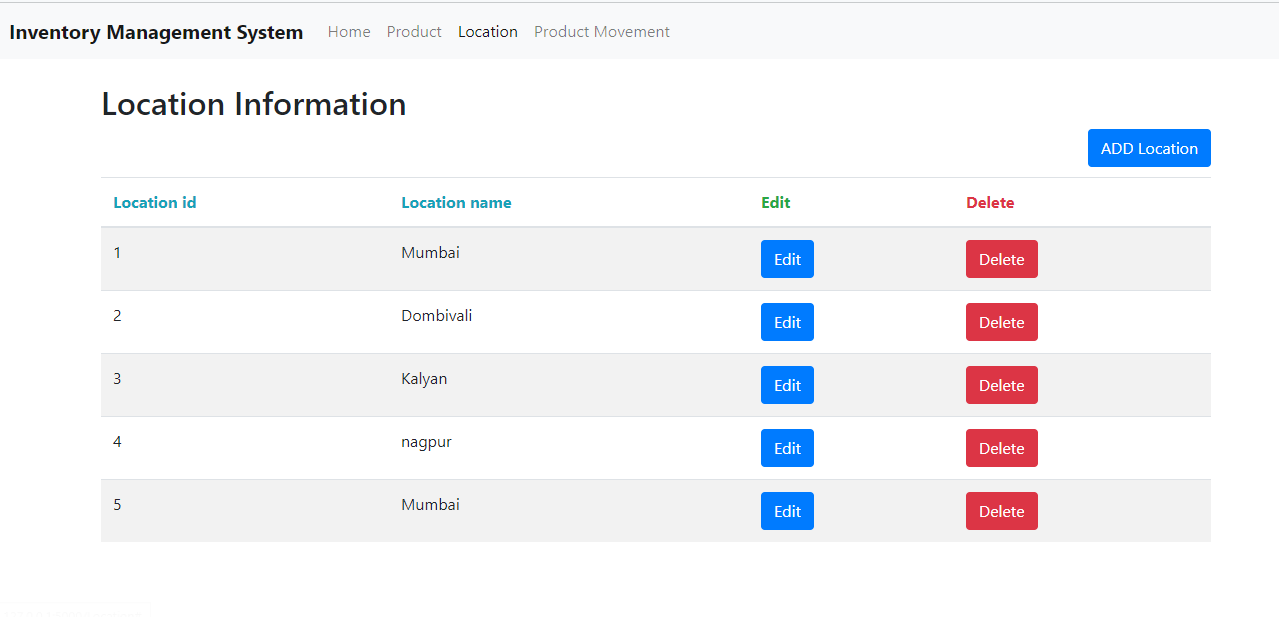 Inventory Management System Home Product Location Product Movement
Location Information
ADD Location
Location id Location name Edit Delete
1 Mumbai Edit Delete
2 Dombivali Edit Delete
3 Kalyan Edit Delete
4 nagpur Edit Delete
5 Mumbai Edit Delete